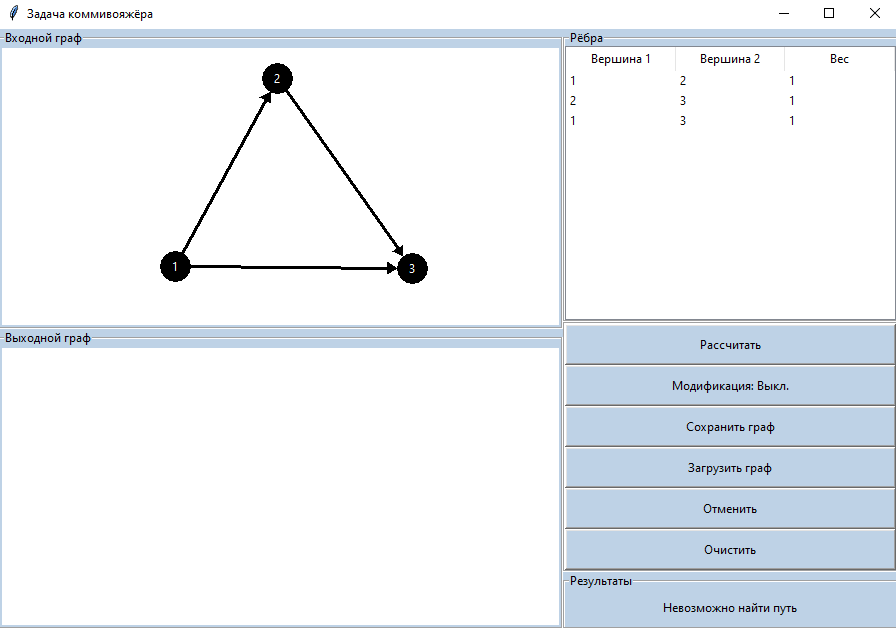 Задача коммивояжёра
Входной граф
2
1
3
Выходной граф
Рёбра
Вершина 1 Вершина 2 Вес
1 2 1
2 3 1
1 3 1
Рассчитать
Модификация: Выкл.
Сохранить граф
Загрузить граф
Отменить
Очистить
Результаты
Невозможно найти путь